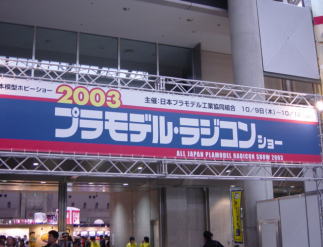 本模型ホビーショー
2003
主催:日本プラモデル工業協同組合 10/9日(木)~10/
プラモデル・ラジコンショー
ALL JAPAN PLAMODEL RADICON SHOW 2003